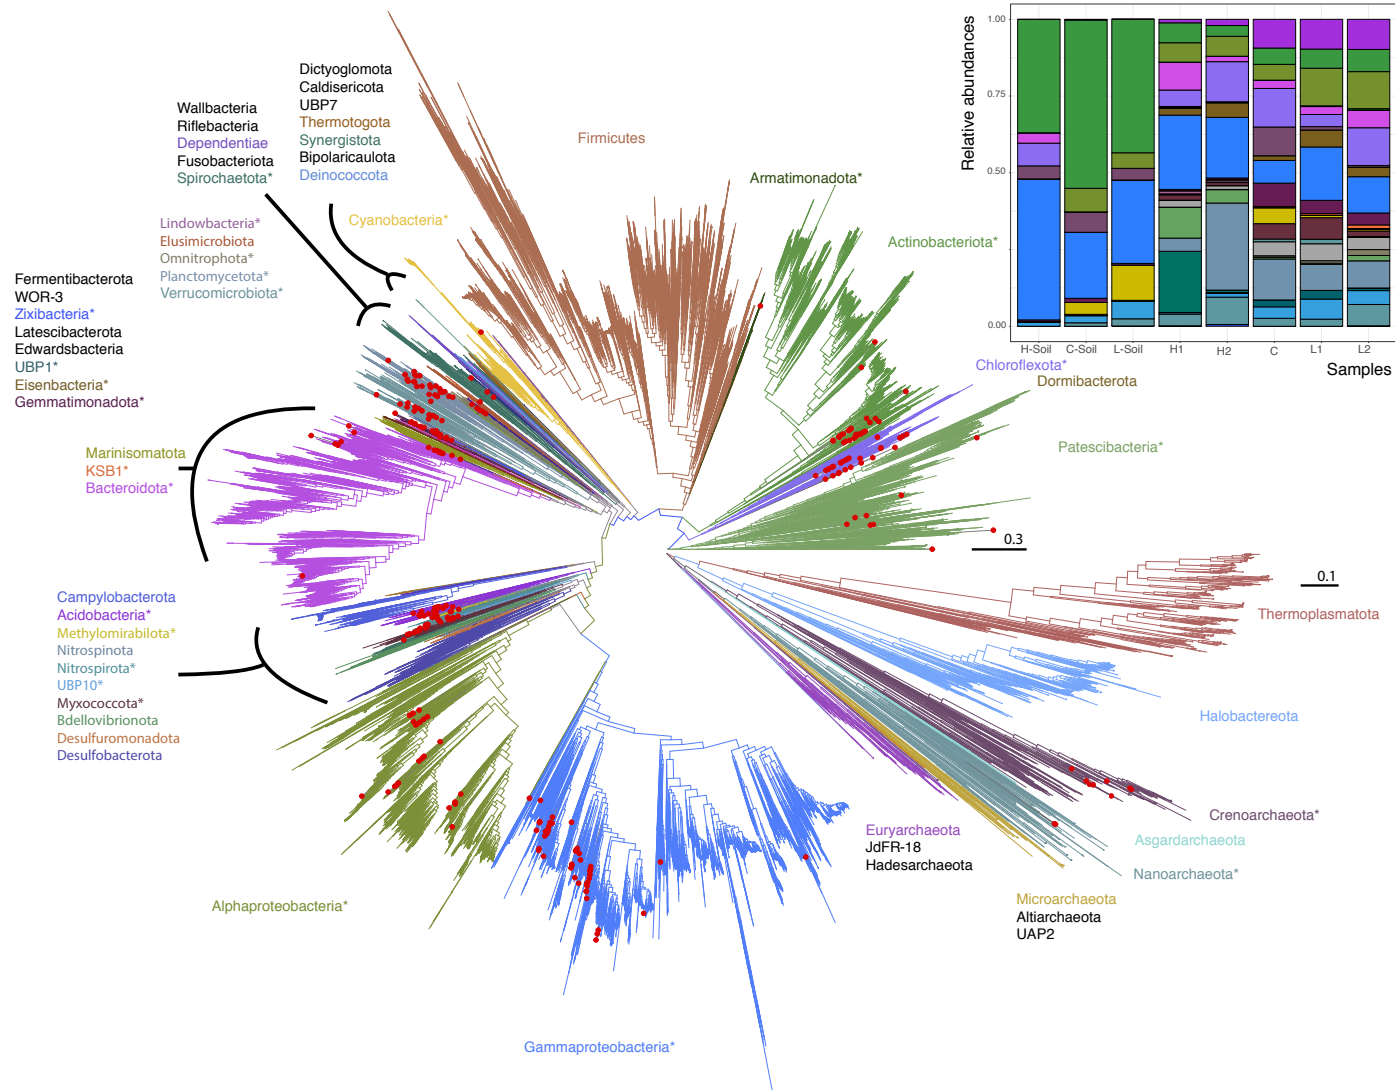 Dictyoglomota
Caldisericota
UBP7
Thermotogota
Synergistota
Bipolaricaulota
Deinococcota
Wallbacteria
Riflebacteria
Dependentiae
Fusobacteriota
Spirochaetota*
Cyanobacteria*
Lindowbacteria*
Elusimicrobiota
Omnitrophota*
Planctomycetota*
Verrucomicrobiota*
Fermentibacterota
WOR-3
Zixibacteria*
Latescibacterota
Edwardsbacteria
UBP1*
Eisenbacteria*
Gemmatimonadota*
Marinisomatota
KSB1*
Bacteroidota*
Campylobacterota
Acidobacteria*
Methylomirabilota*
Nitrospinota
Nitrospirota*
UBP10*
Myxococcota*
Bdellovibrionota
Desulfuromonadota
Desulfobacterota
Alphaproteobacteria*
Gammaproteobacteria*
Firmicutes
Armatimonadota*
Actinobacteriota*
Chloroflexota*
Dormibacterota
Patescibacteria*
0.3
0.1
Thermoplasmatota
Halobactereota
Crenoarchaeota*
Asgardarchaeota
Nanoarchaeota*
Euryarchaeota
JdFR-18
Hadesarchaeota
Microarchaeota
Altiarchaeota
UAP2
Relative abundances
1.00
0.75
0.50
0.00
H-Soil C-Soil L-Soil H1 H2 C L1 L2
Samples